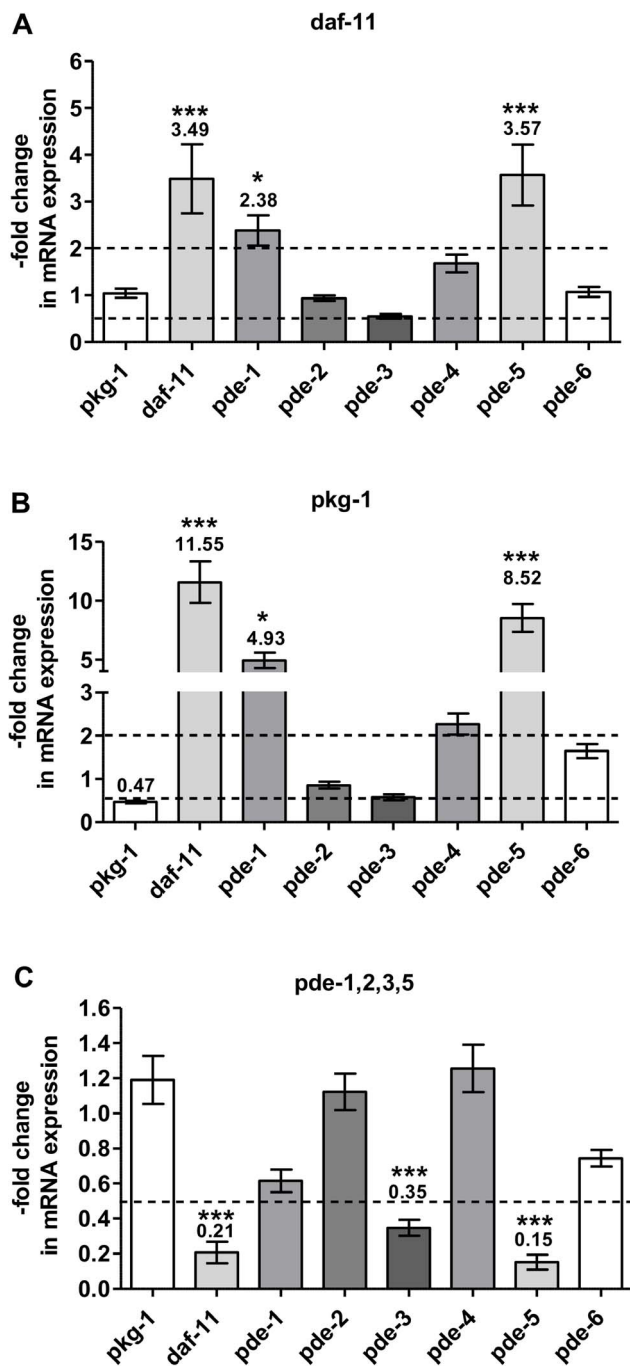 A
daf-11
-fold change
in mRNA expression
6
5
4
3
2
1
0
***
3.49
*
2.38
***
3.57
pkg-1
daf-11
pde-1
pde-2
pde-3
pde-4
pde-5
pde-6
B
pkg-1
-fold change
in mRNA expression
15
10
5
3
2
1
0
0.47
***
11.55
*
4.93
***
8.52
pkg-1
daf-11
pde-1
pde-2
pde-3
pde-4
pde-5
pde-6
C
pde-1,2,3,5
-fold change
in mRNA expression
1.6
1.4
1.2
1.0
0.8
0.6
0.4
0.2
0.0
***
0.21
***
0.35
***
0.15
pkg-1
daf-11
pde-1
pde-2
pde-3
pde-4
pde-5
pde-6